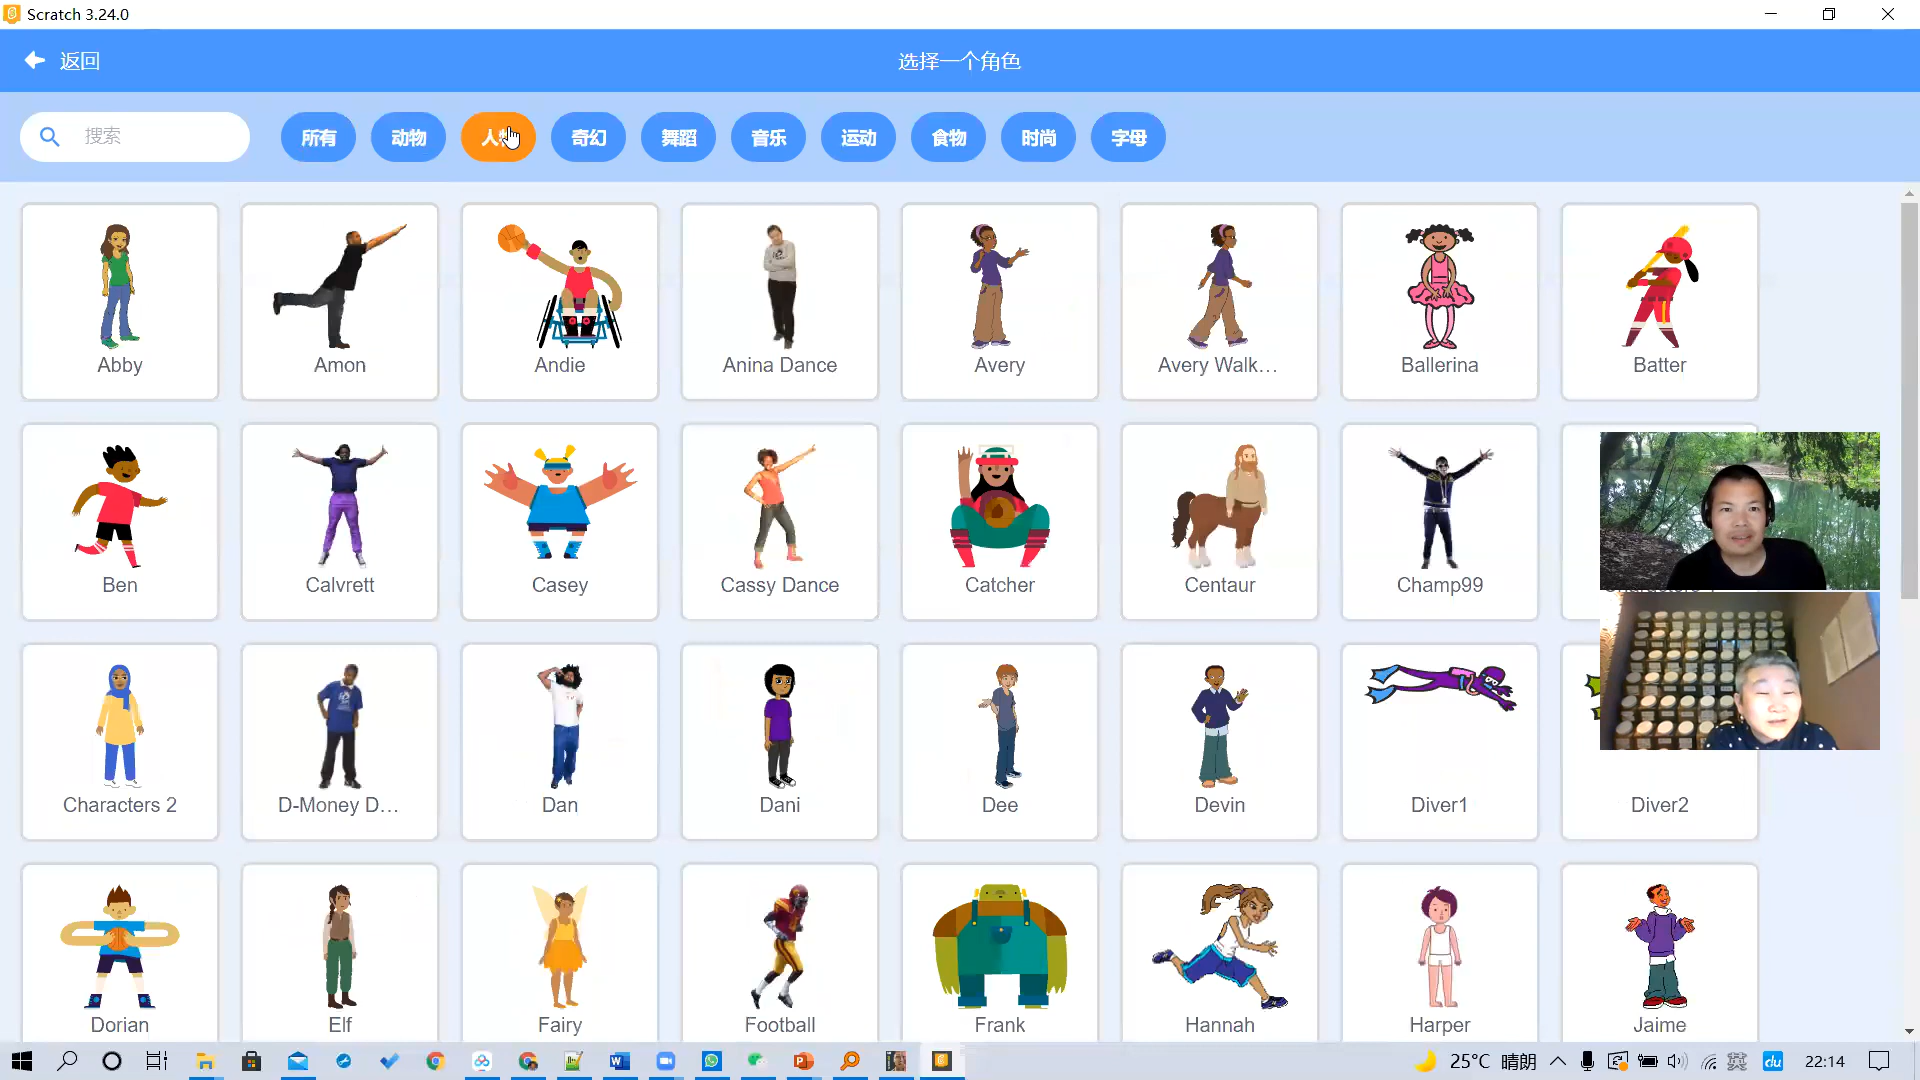 Scratch 3.24.0
返回
选择一个角色
搜索
所有 动物 人物 奇幻 舞蹈 音乐 运动 食物 时尚 字母
Abby Amon Andie Anina Dance Avery Avery Walk… Ballerina Batter
Ben Calvrett Casey Cassy Dance Catcher Centaur Champ99
Characters 2 D-Money D… Dan Dani Dee Devin Diver1 Diver2
Dorian Elf Fairy Football Frank Hannah Harper Jaime
25°C 晴朗 英 du 22:14